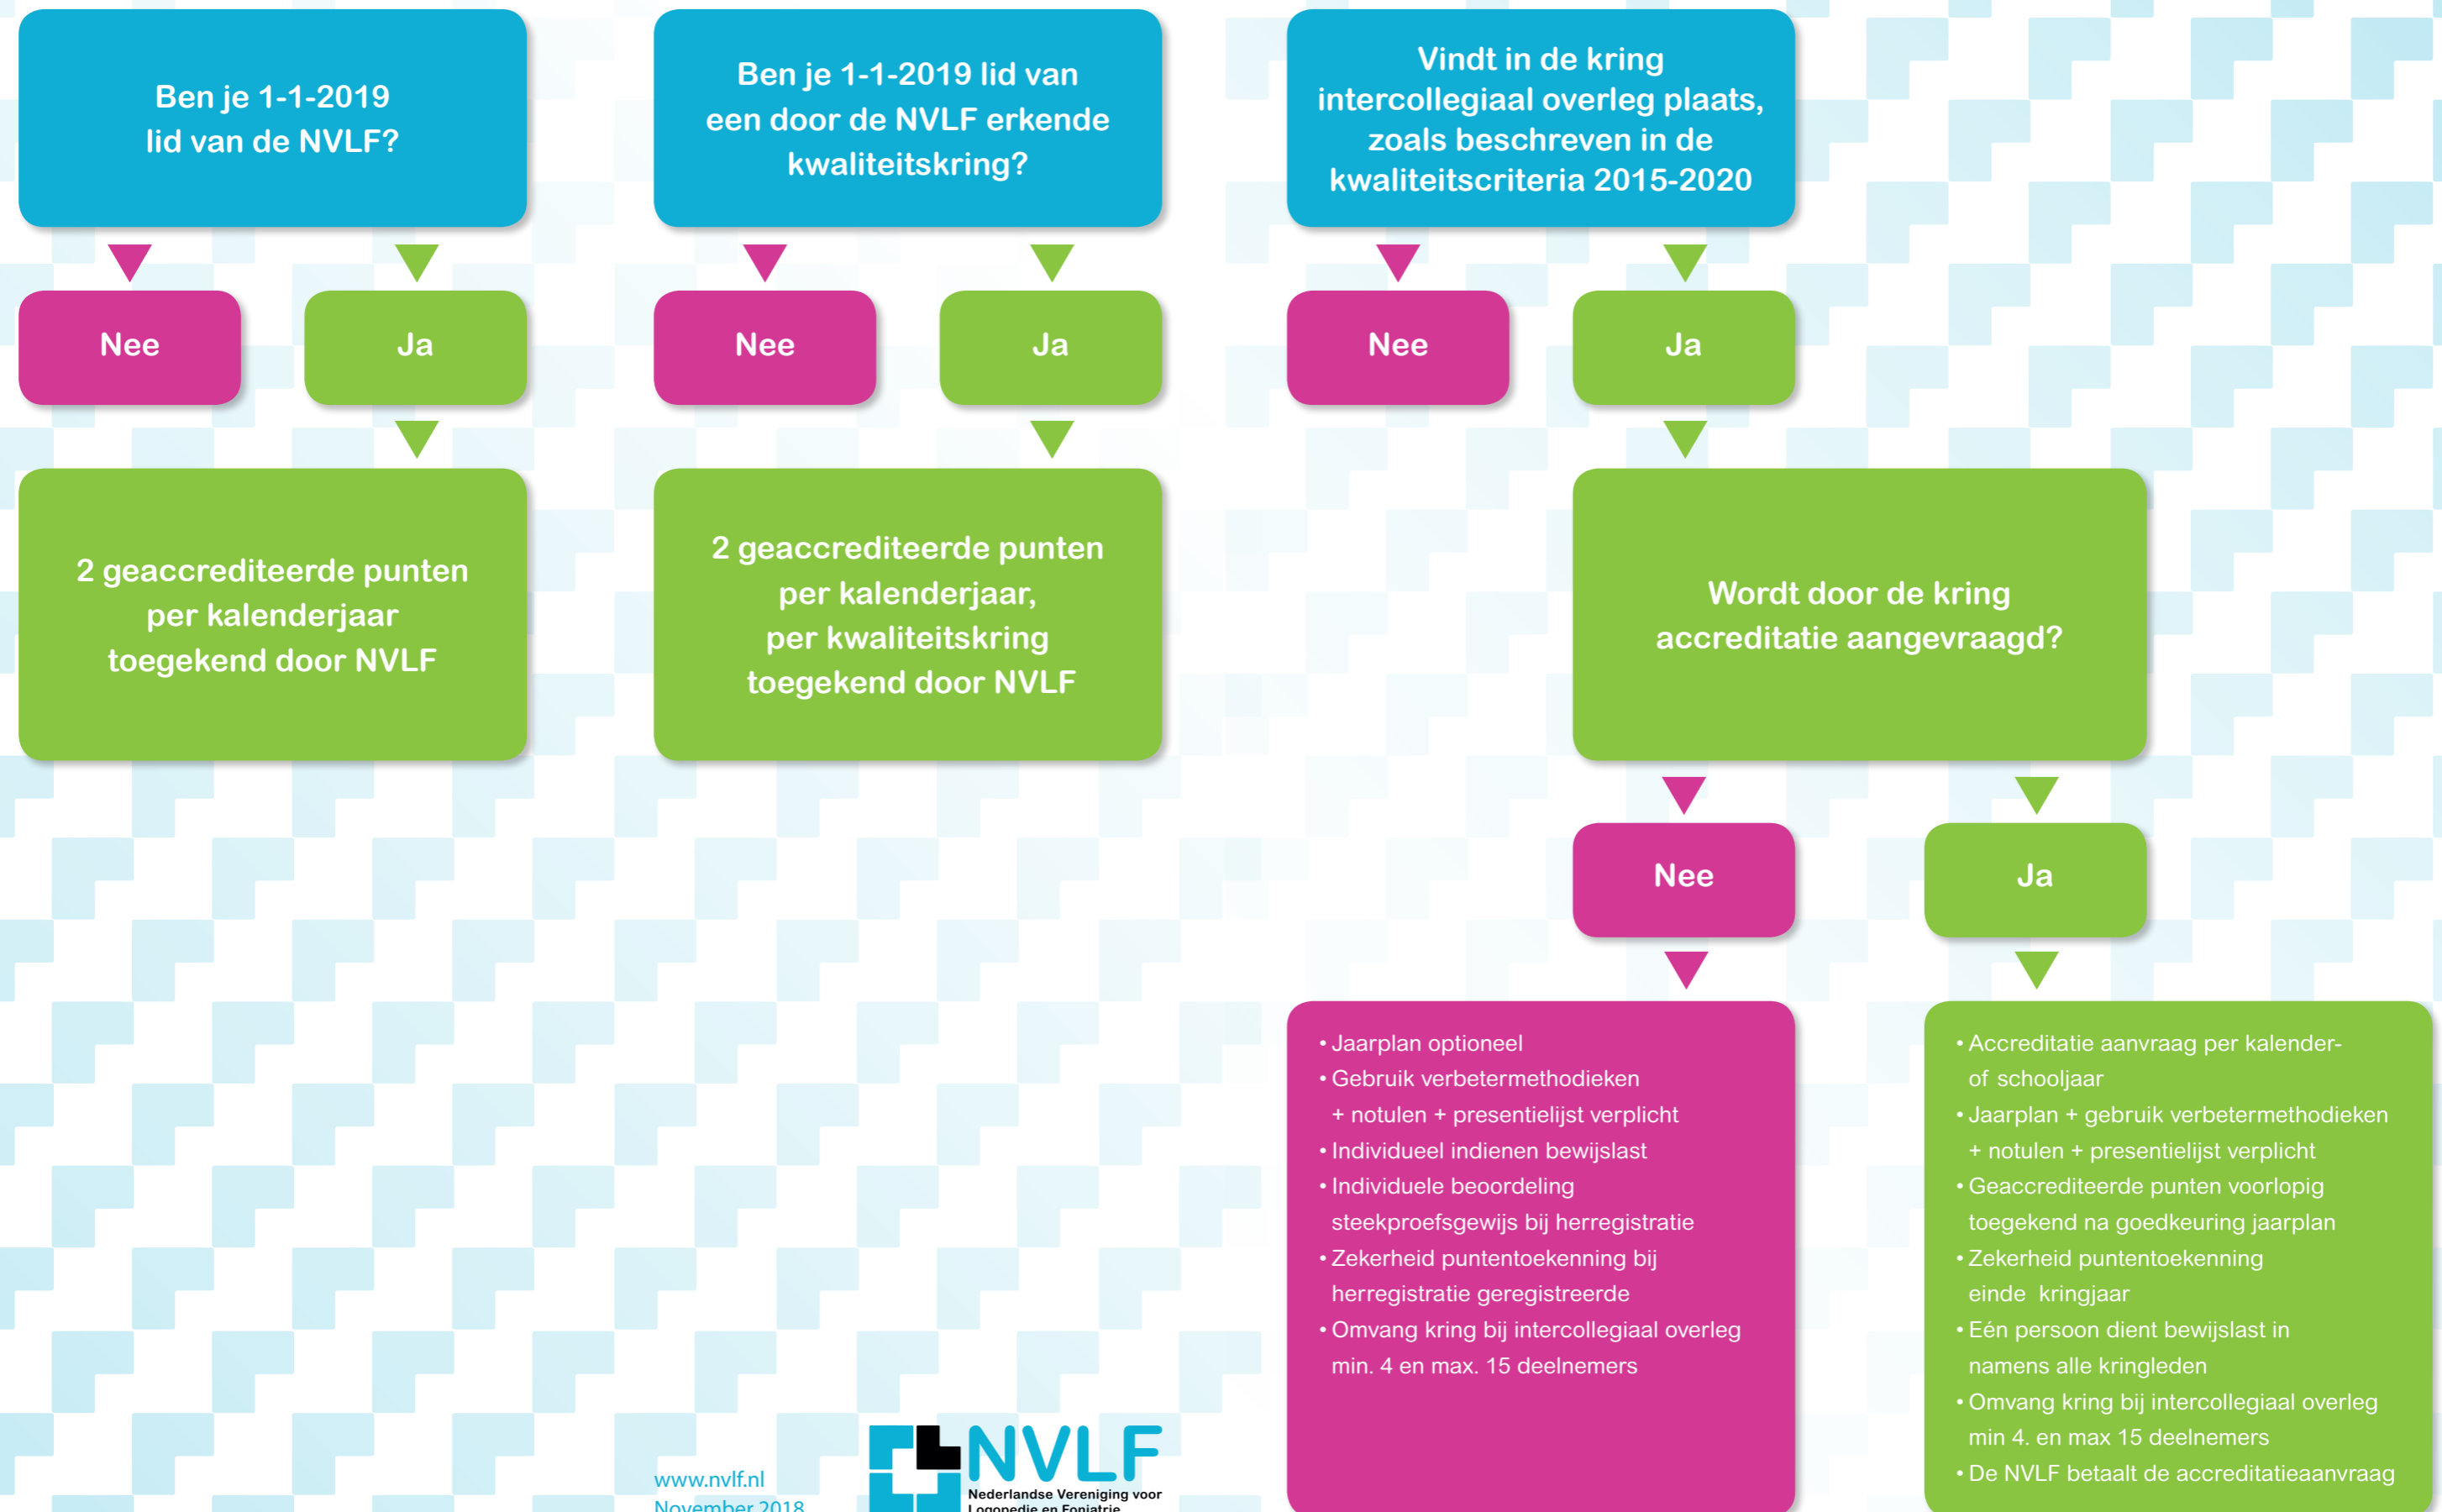 Ben je 1-1-2019
lid van de NVLF?
Nee
Ja
2 geaccrediteerde punten
per kalenderjaar
toegekend door NVLF
Ben je 1-1-2019 lid van
een door de NVLF erkende
kwaliteitskring?
Nee
Ja
2 geaccrediteerde punten
per kalenderjaar,
per kwaliteitskring
toegekend door NVLF
Vindt in de kring
intercollegiaal overleg plaats,
zoals beschreven in de
kwaliteitscriteria 2015-2020
Nee
Ja
Wordt door de kring
accreditatie aangevraagd?
Nee
Ja
• Jaarplan optioneel
• Gebruik verbetermethodieken
+ notulen + presentielijst verplicht
• Individueel indienen bewijslast
• Individuele beoordeling
steekproefsgewijs bij herregistratie
• Zekerheid puntentoekenning bij
herregistratie geregistreerde
• Omvang kring bij intercollegiaal overleg
min. 4 en max. 15 deelnemers
• Accreditatie aanvraag per kalender-
of schooljaar
• Jaarplan + gebruik verbetermethodieken
+ notulen + presentielijst verplicht
• Geaccrediteerde punten voorlopig
toegekend na goedkeuring jaarplan
• Zekerheid puntentoekenning
einde kringjaar
• Eén persoon dient bewijslast in
namens alle kringleden
• Omvang kring bij intercollegiaal overleg
min 4. en max 15 deelnemers
• De NVLF betaalt de accreditatieaanvraag
www.nvlf.nl
November 2018
NVLF
Nederlandse Vereniging voor
Logopedie en Foniatrie